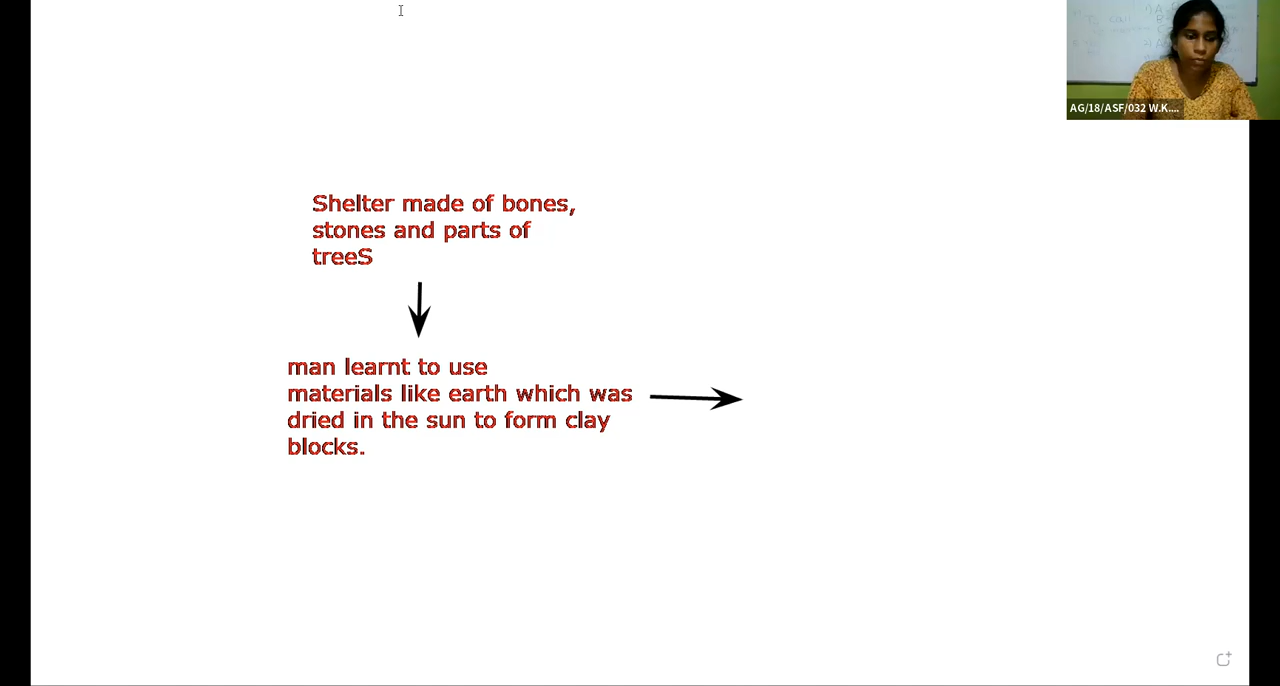 AG/18/ASF/032 W.K....
Shelter made of bones,
stones and parts of
treeS
man learnt to use
materials like earth which was
dried in the sun to form clay
blocks.